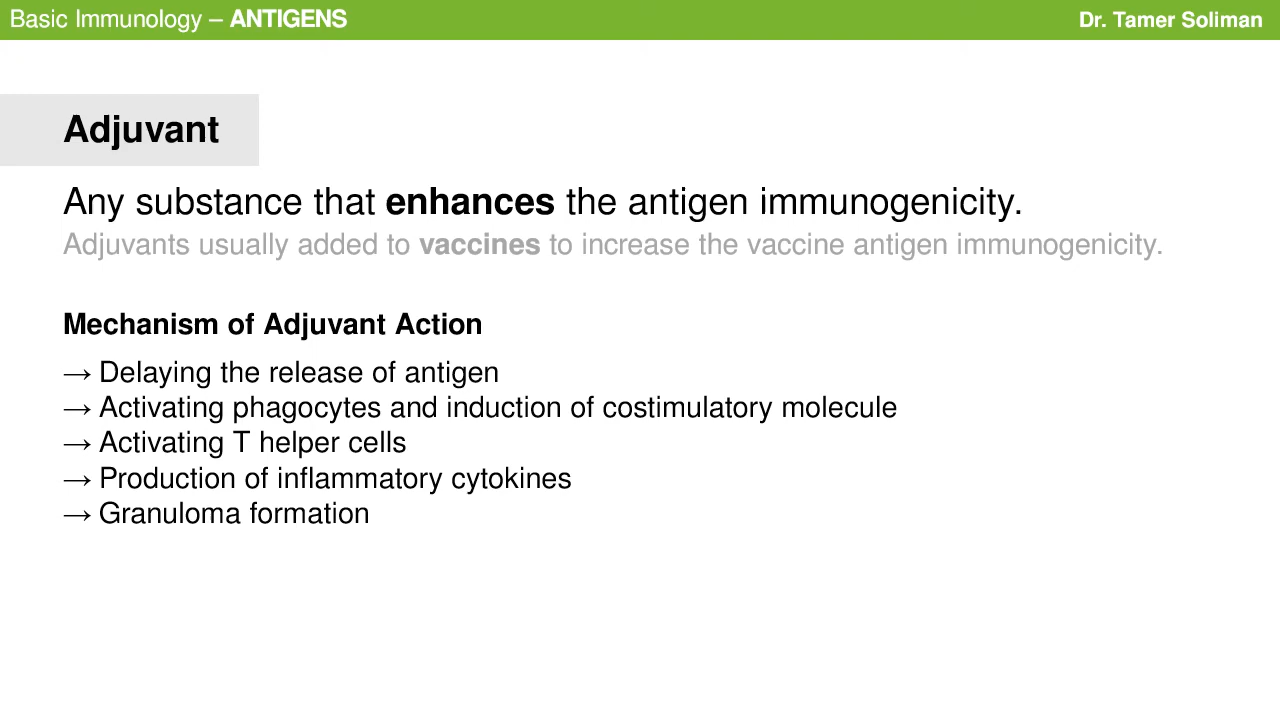 Basic Immunology – ANTIGENS
Dr. Tamer Soliman
Adjuvant
Any substance that enhances the antigen immunogenicity.
Adjuvants usually added to vaccines to increase the vaccine antigen immunogenicity.
Mechanism of Adjuvant Action
→ Delaying the release of antigen
→ Activating phagocytes and induction of costimulatory molecule
→ Activating T helper cells
→ Production of inflammatory cytokines
→ Granuloma formation